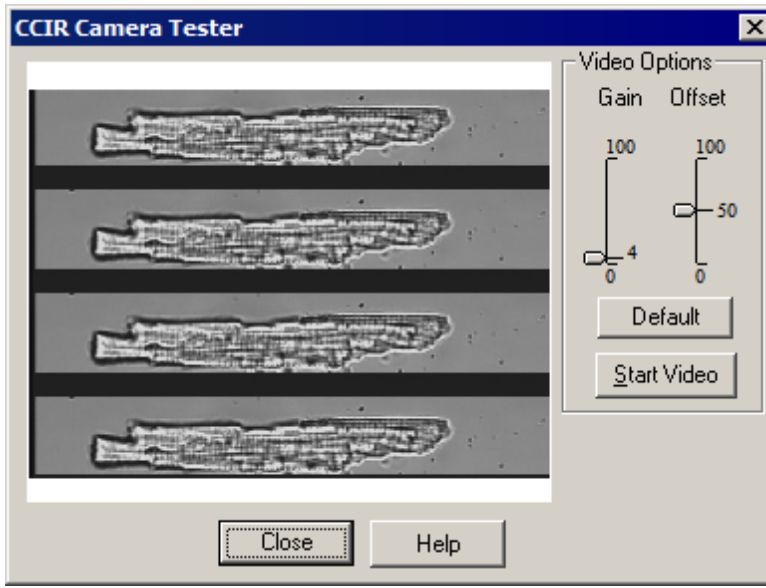 CCIR Camera Tester
Video Options
Gain Offset
100 100
50
4
0 0
Default
Start Video
Close Help